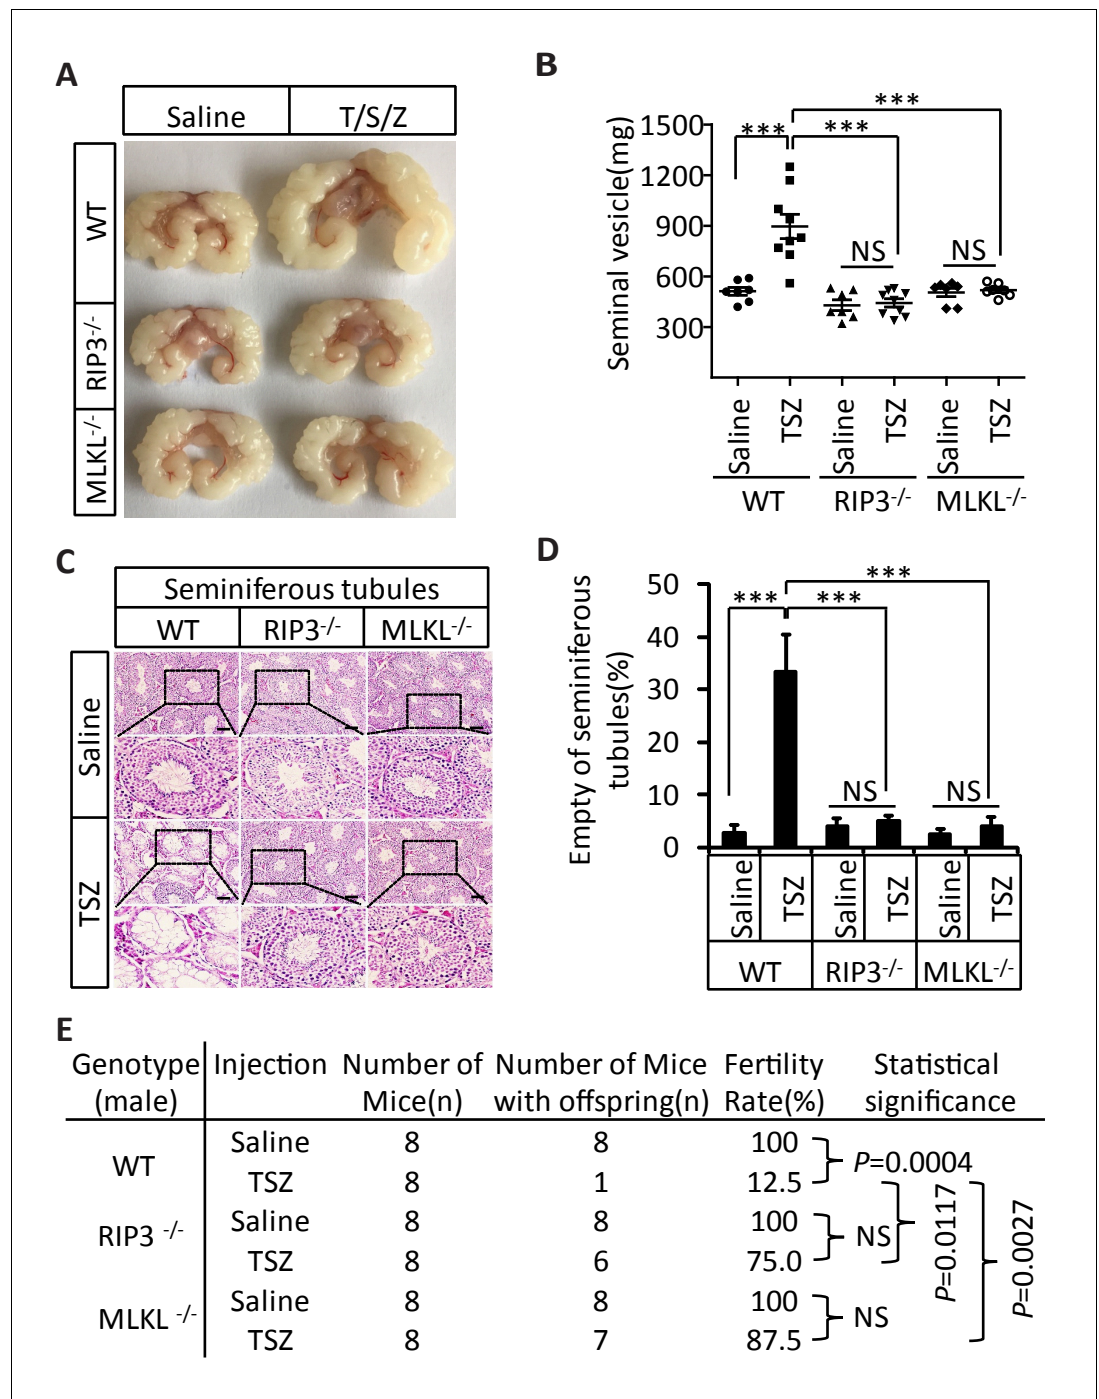 A
Saline T/S/Z
WT
RIP3-/-
MLKL-/-
B
Seminal vesicle(mg)
1500
1200
900
600
300
***
***
***
NS
NS
Saline TSZ Saline TSZ Saline TSZ
WT RIP3-/- MLKL-/-
C
Seminiferous tubules
WT RIP3-/- MLKL-/-
Saline
TSZ
D
Empty of seminiferous
tubules(%)
50
40
30
20
10
0
***
***
***
NS
NS
Saline TSZ Saline TSZ Saline TSZ
WT RIP3-/- MLKL-/-
E
Genotype Injection Number of Number of Mice Fertility Statistical
(male) Mice(n) with offspring(n) Rate(%) significance
WT
Saline 8 8 100
TSZ 8 1 12.5
P=0.0004
RIP3 -/-
Saline 8 8 100
TSZ 8 6 75.0
NS
MLKL -/-
Saline 8 8 100
TSZ 8 7 87.5
NS
P=0.0117
P=0.0027